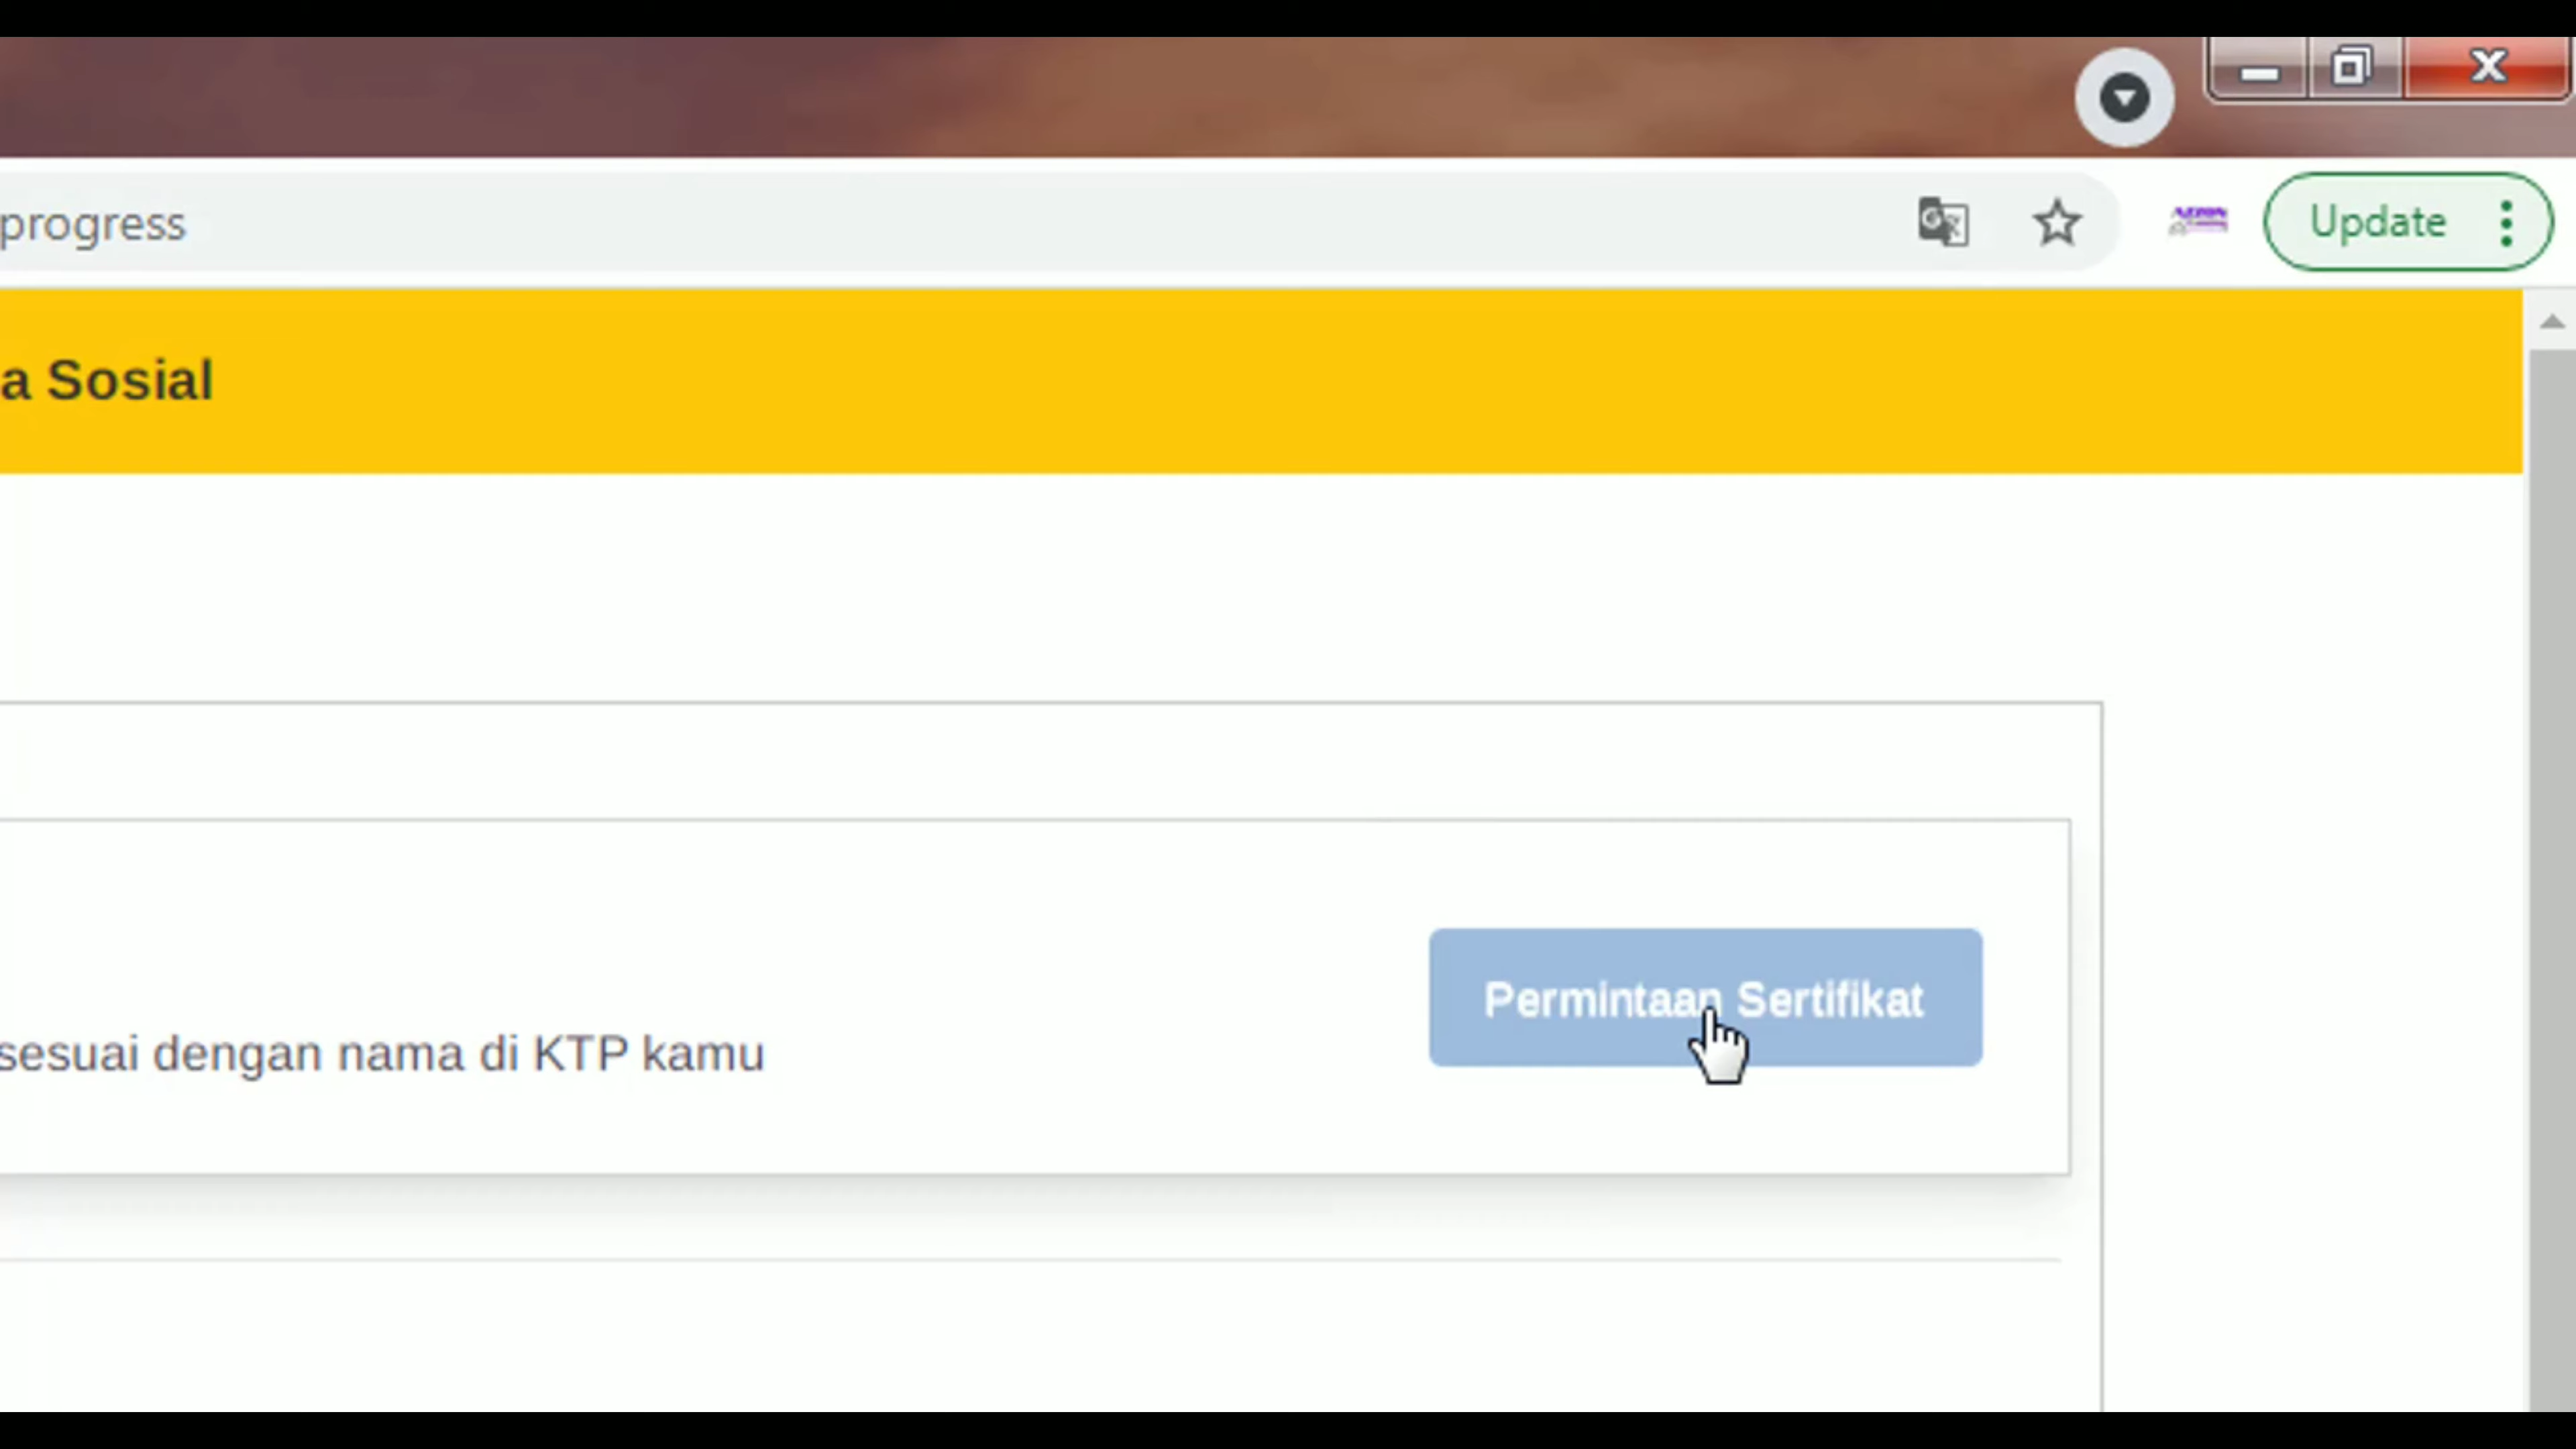 progress
Update
a Sosial
Permintaan Sertifikat
sesuai dengan nama di KTP kamu